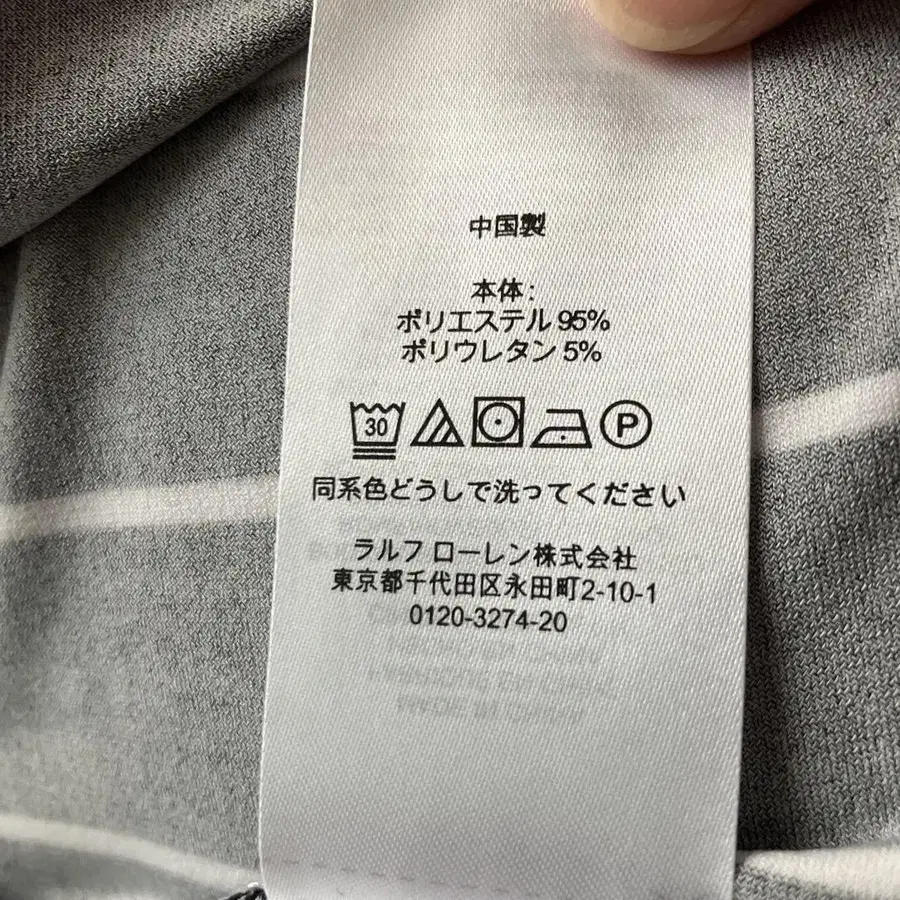 中国製
本体:
ポリエステル 95%
ポリウレタン 5%
30 P
同系色どうしで洗ってください
ラルフ ローレン株式会社
東京都千代田区永田町2-10-1
0120-3274-20